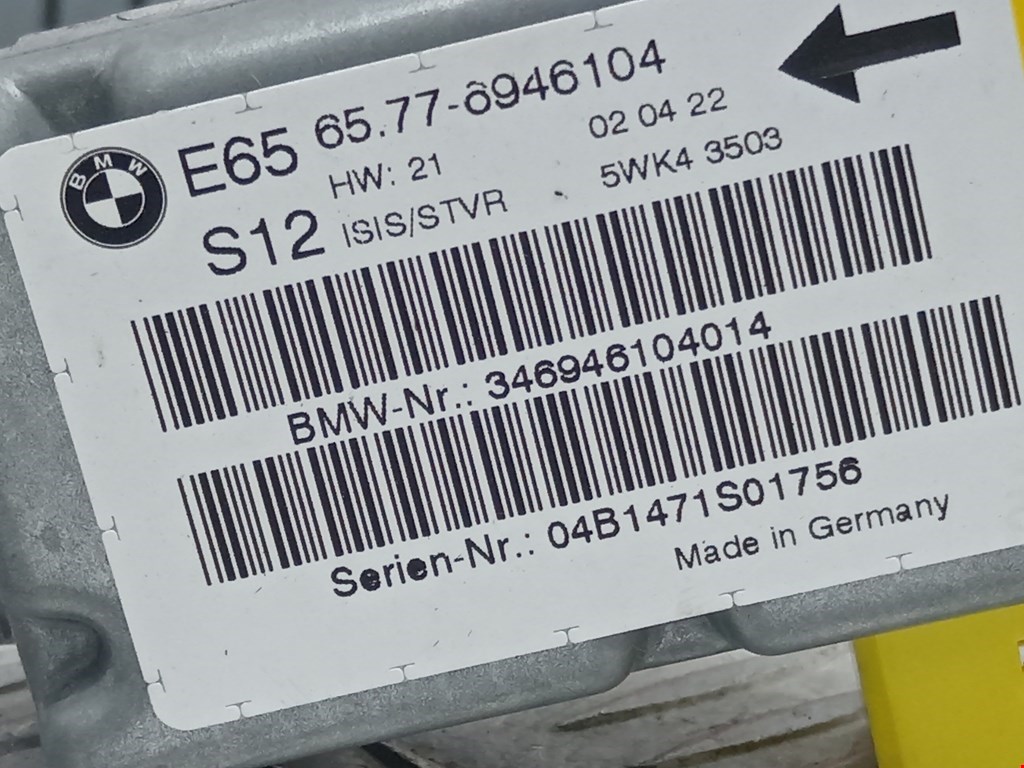 BMW
E65 65.77-6946104
HW: 21 02 04 22
S12 ISIS/STVR 5WK4 3503
BMW-Nr.: 346946104014
Serien-Nr.: 04B1471S01756
Made in Germany